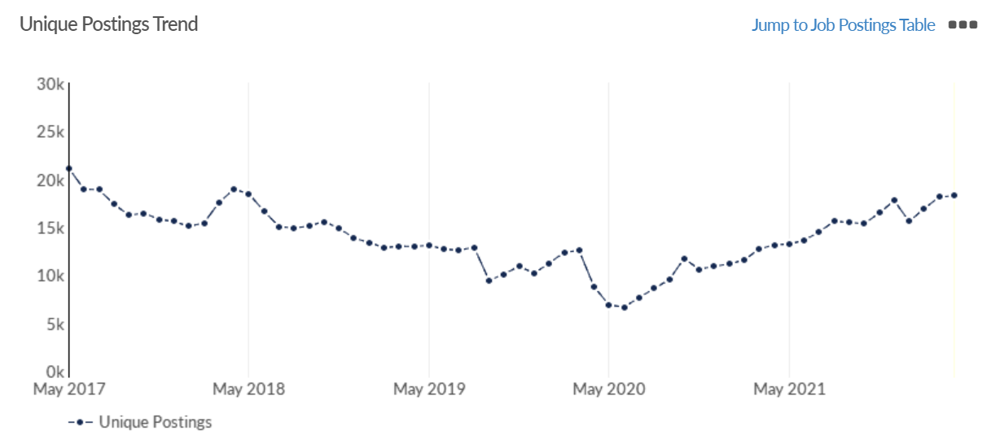 Unique Postings Trend
Jump to Job Postings Table
30k
25k
20k
15k
10k
5k
0k
May 2017 May 2018 May 2019 May 2020 May 2021
Unique Postings